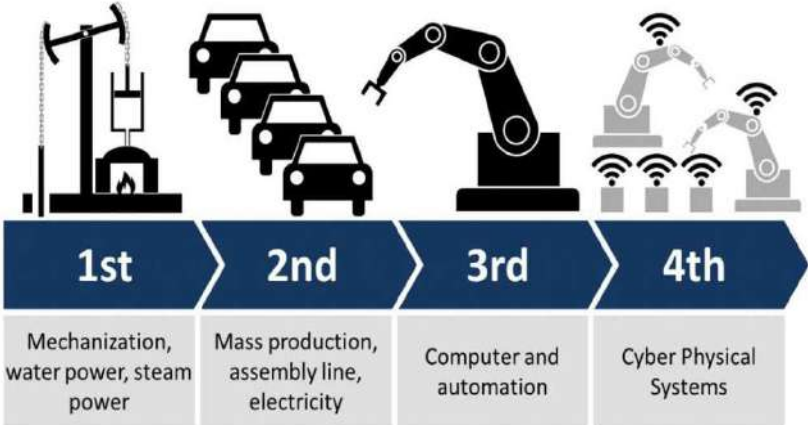 1st
2nd
3rd
4th
Mechanization,
water power, steam
power
Mass production,
assembly line,
electricity
Computer and
automation
Cyber Physical
Systems